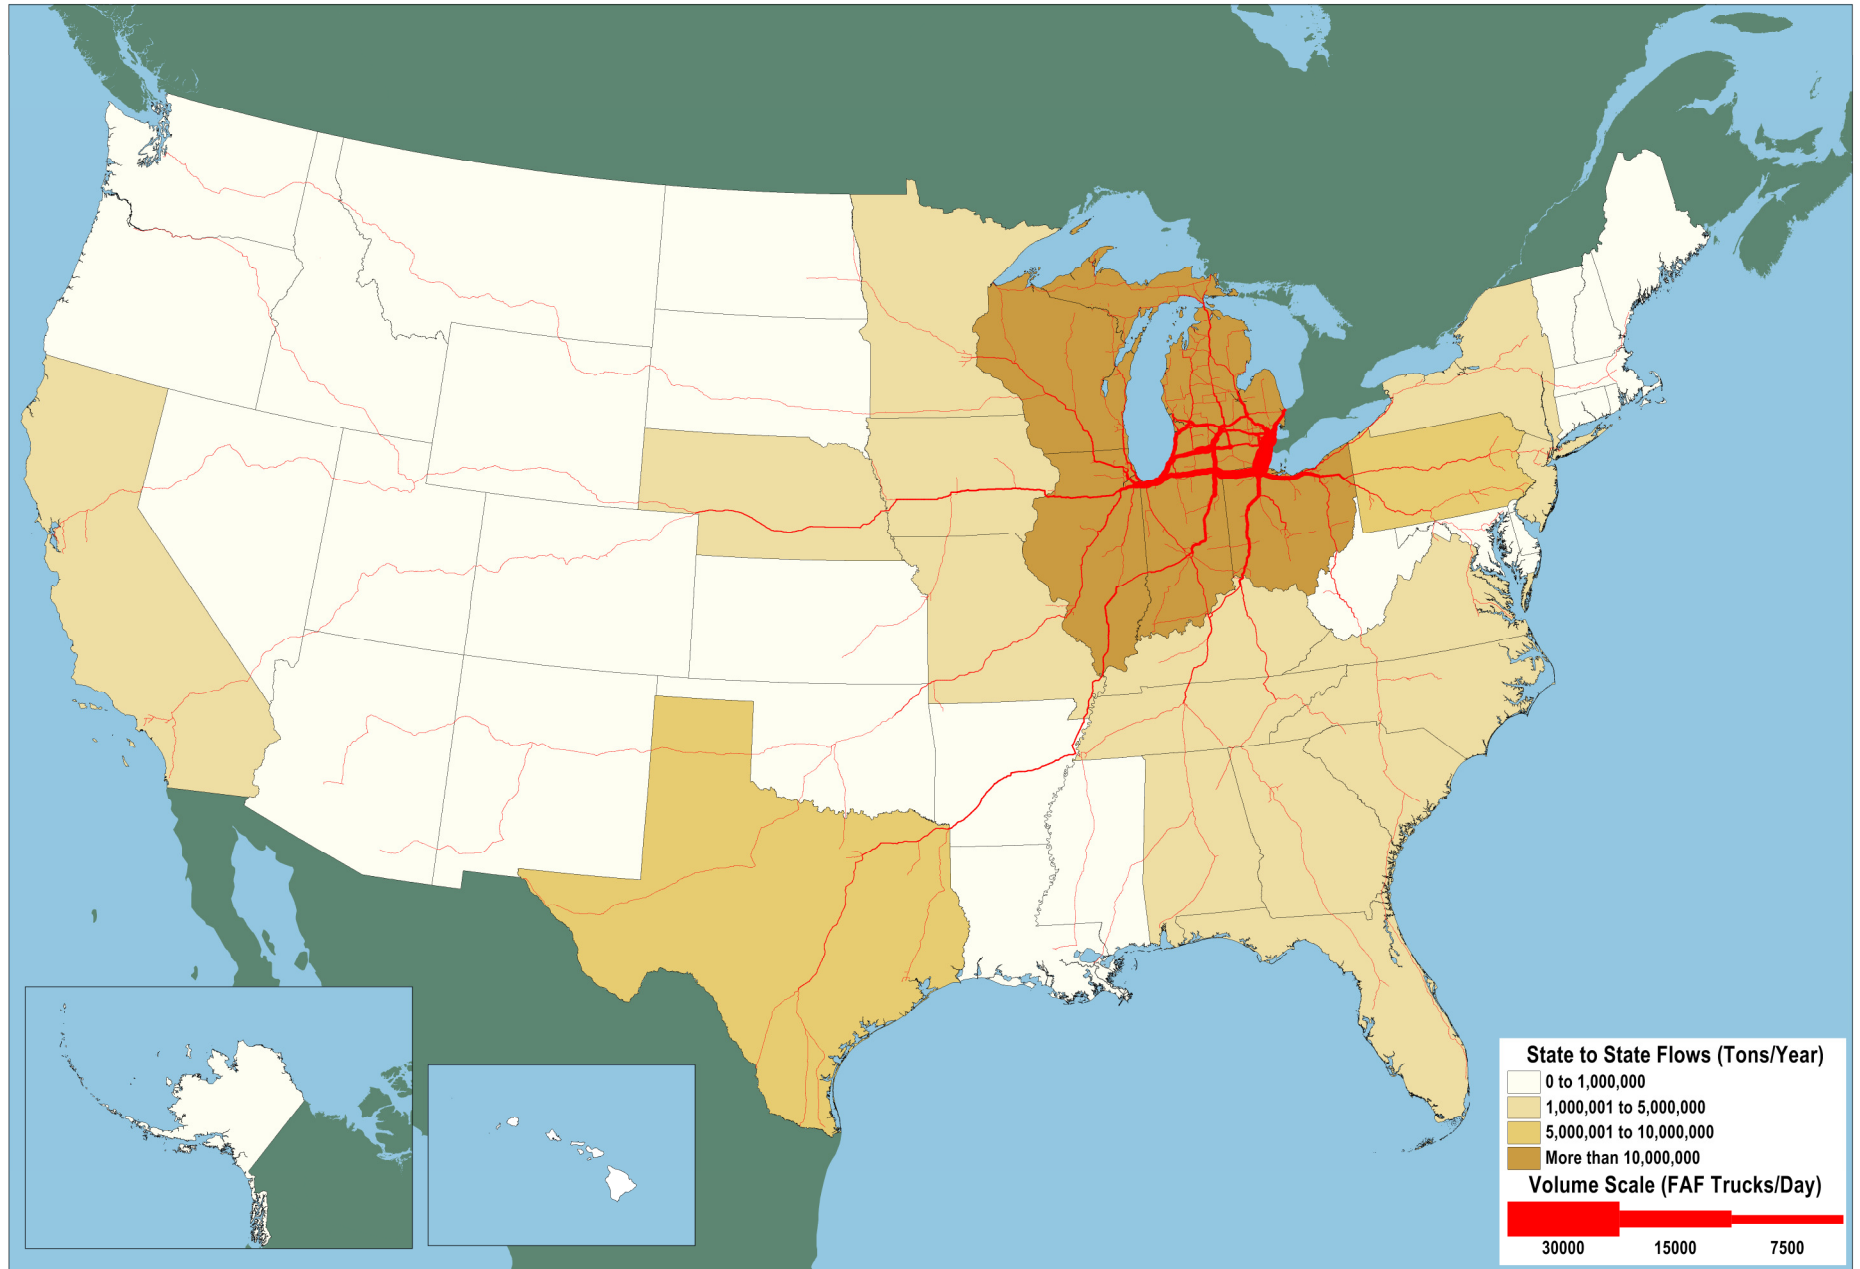 State to State Flows (Tons/Year)
0 to 1,000,000
1,000,001 to 5,000,000
5,000,001 to 10,000,000
More than 10,000,000
Volume Scale (FAF Trucks/Day)
30000 15000 7500